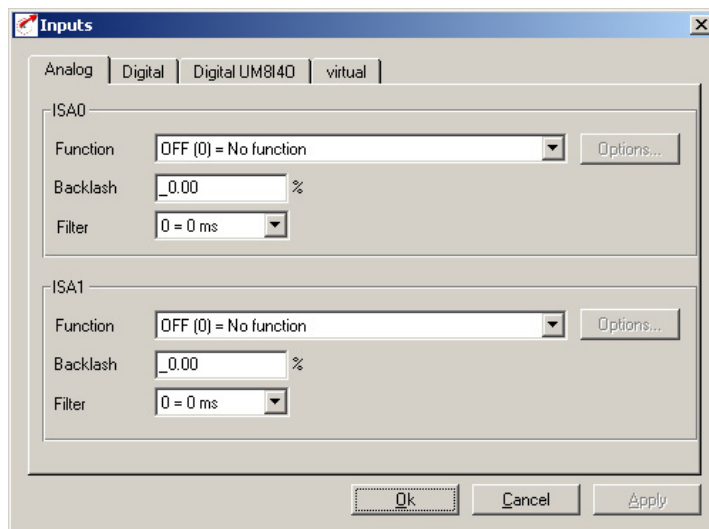 Inputs
Analog Digital Digital UM8I40 virtual
ISA0
Function OFF (0) = No function Options...
Backlash _0.00 %
Filter 0 = 0 ms
ISA1
Function OFF (0) = No function Options...
Backlash _0.00 %
Filter 0 = 0 ms
Ok Cancel Apply